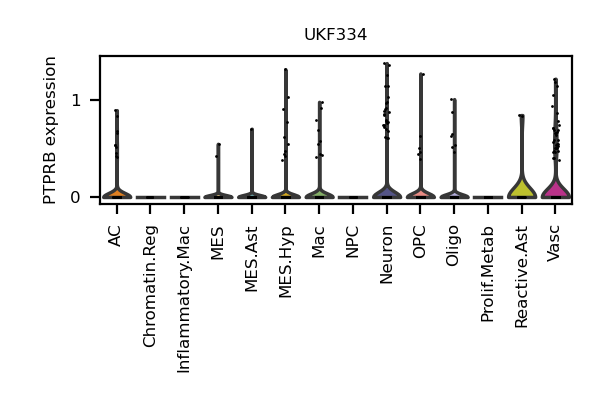 UKF334
PTPRB expression
1
0
AC
Chromatin.Reg
Inflammatory.Mac
MES
MES.Ast
MES.Hyp
Mac
NPC
Neuron
OPC
Oligo
Prolif.Metab
Reactive.Ast
Vasc